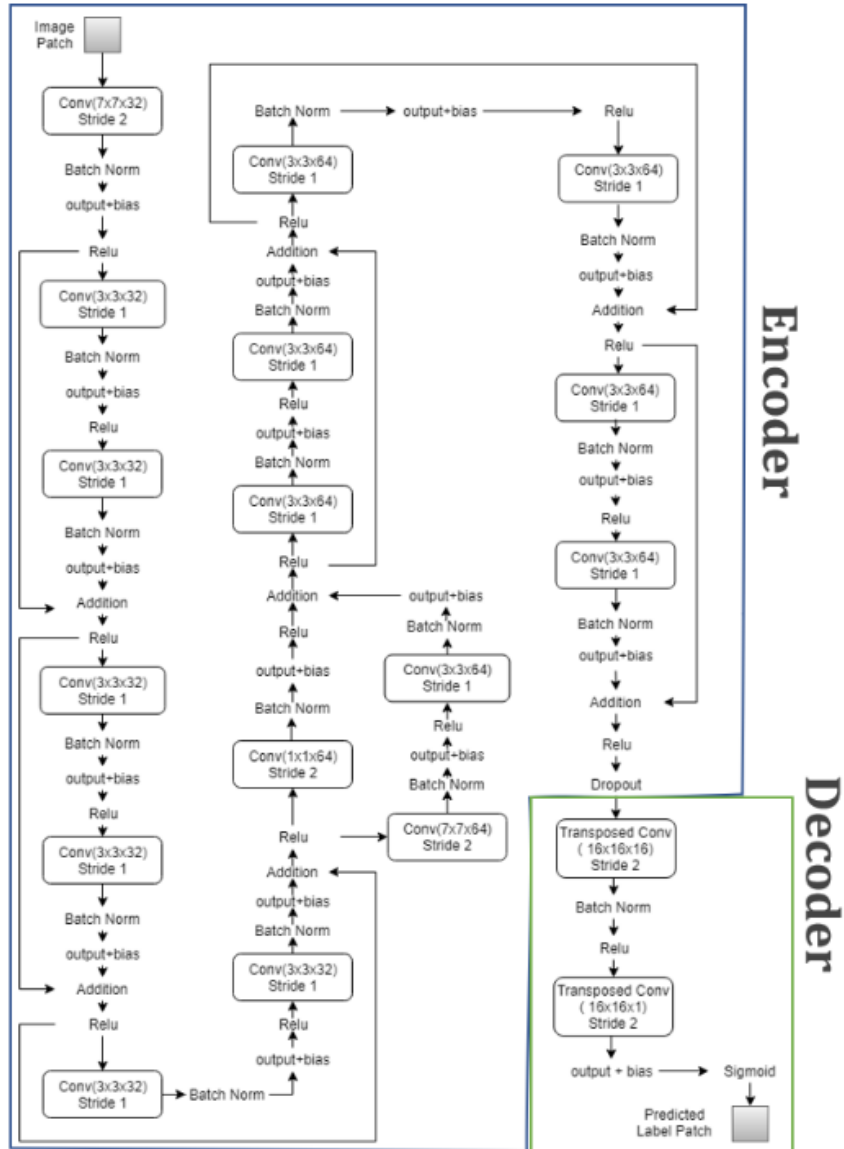 Image
Patch
Conv(7x7x32)
Stride 2
Batch Norm
output+bias
Relu
Conv(3x3x32)
Stride 1
Batch Norm
output+bias
Relu
Conv(3x3x32)
Stride 1
Batch Norm
output+bias
Addition
Relu
Conv(3x3x32)
Stride 1
Batch Norm
output+bias
Relu
Conv(3x3x32)
Stride 1
Batch Norm
output+bias
Addition
Relu
Conv(3x3x32)
Stride 1
Batch Norm
output+bias
Relu
Conv(3x3x32)
Stride 1
Batch Norm
output+bias
Addition
Relu
Conv(1x1x64)
Stride 2
Batch Norm
output+bias
Relu
Conv(7x7x64)
Stride 2
Batch Norm
output+bias
Relu
Conv(3x3x64)
Stride 1
Batch Norm
output+bias
Addition
Relu
Conv(3x3x64)
Stride 1
Batch Norm
output+bias
Relu
Conv(3x3x64)
Stride 1
Batch Norm
output+bias
Addition
Relu
Conv(3x3x64)
Stride 1
Batch Norm
output+bias
Relu
Conv(3x3x64)
Stride 1
Batch Norm
output+bias
Addition
Relu
Conv(3x3x64)
Stride 1
Batch Norm
output+bias
Relu
Conv(3x3x64)
Stride 1
Batch Norm
output+bias
Addition
Relu
Dropout
Encoder
Transposed Conv
( 16x16x16)
Stride 2
Batch Norm
Relu
Transposed Conv
( 16x16x1)
Stride 2
output + bias
Sigmoid
Predicted
Label Patch
Decoder